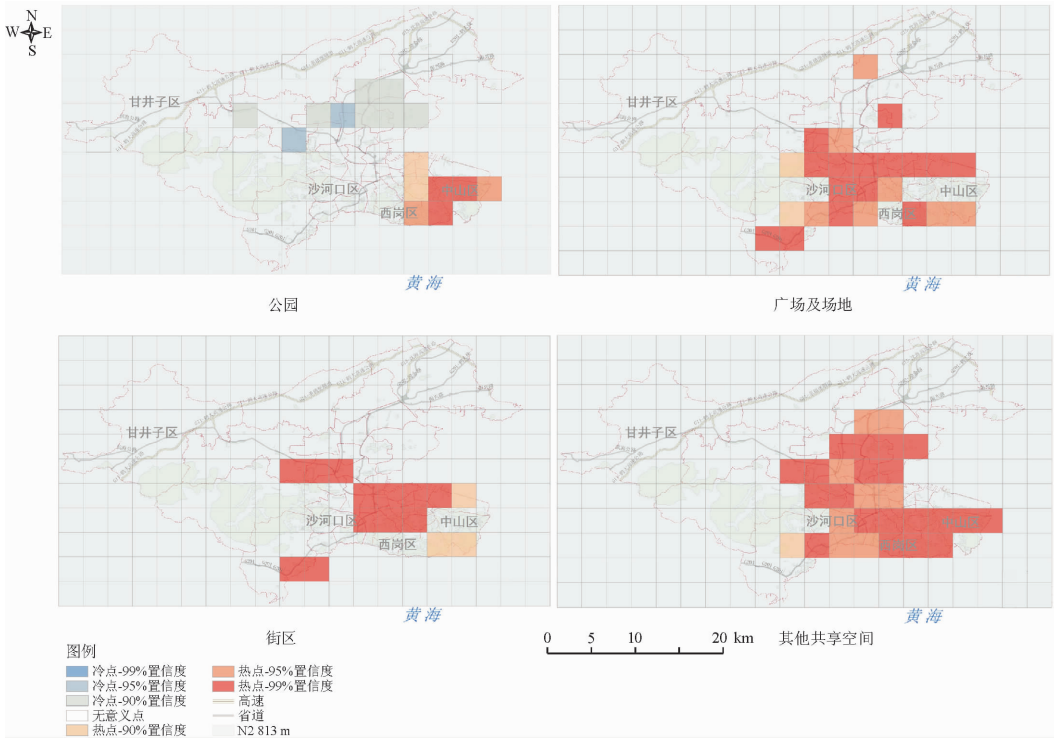 N
W E
S
甘井子区
沙河口区
中山区
西岗区
黄海
公园
沙河口区
中山区
西岗区
黄海
广场及场地
甘井子区
沙河口区
中山区
西岗区
黄海
街区
甘井子区
沙河口区
中山区
西岗区
黄海
其他共享空间
0 5 10 20 km
图例
冷点-99%置信度
冷点-95%置信度
冷点-90%置信度
无意义点
热点-90%置信度
热点-95%置信度
热点-99%置信度
高速
省道
N2 813 m